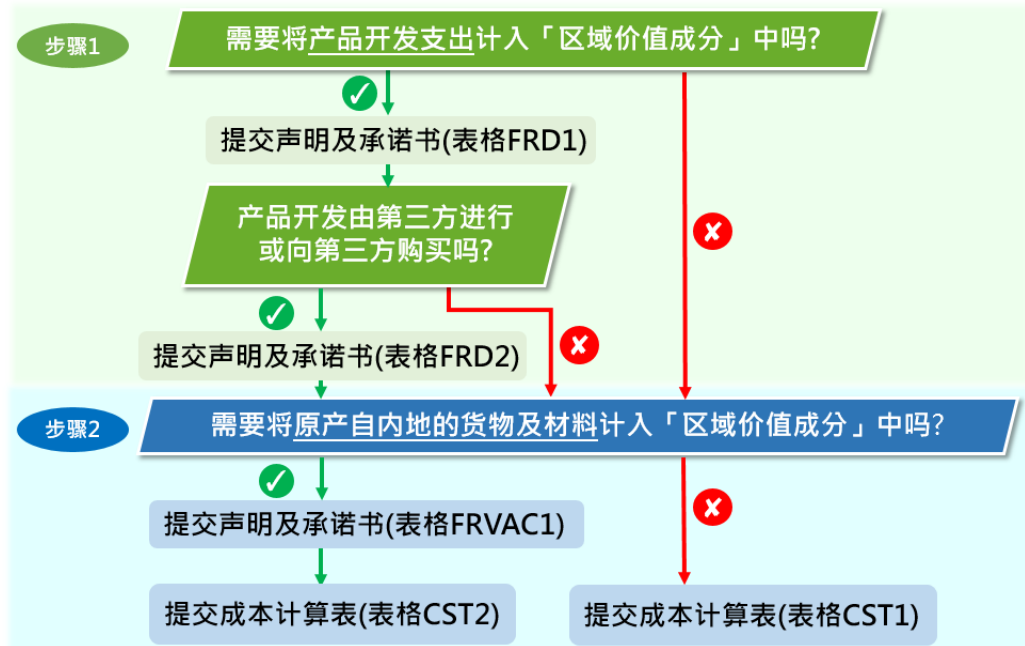 步骤1
需要将产品开发支出计入「区域价值成分」中吗?
提交声明及承诺书(表格FRD1)
产品开发由第三方进行
或向第三方购买吗?
提交声明及承诺书(表格FRD2)
步骤2
需要将原产自内地的货物及材料计入「区域价值成分」中吗?
提交声明及承诺书(表格FRVAC1)
提交成本计算表(表格CST2)
提交成本计算表(表格CST1)